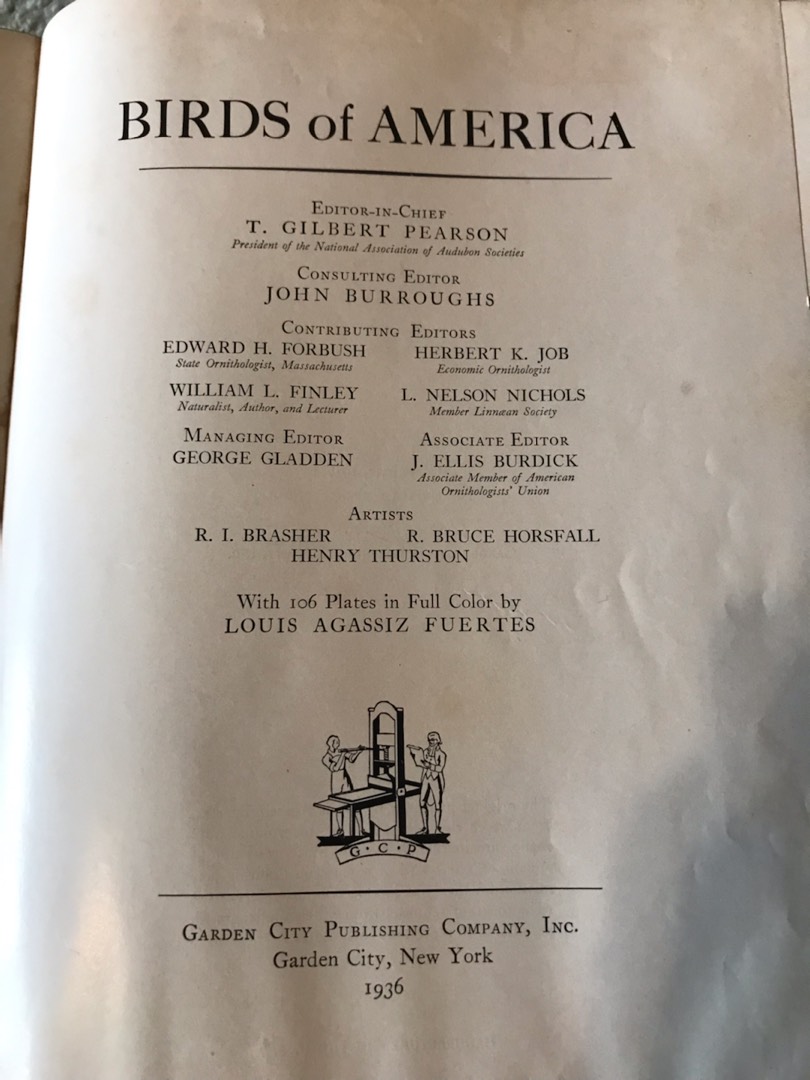 BIRDS of AMERICA
EDITOR-IN-CHIEF
T. GILBERT PEARSON
President of the National Association of Audubon Societies
CONSULTING EDITOR
JOHN BURROUGHS
CONTRIBUTING EDITORS
EDWARD H. FORBUSH
State Ornithologist, Massachusetts
HERBERT K. JOB
Economic Ornithologist
WILLIAM L. FINLEY
Naturalist, Author, and Lecturer
L. NELSON NICHOLS
Member Linnæan Society
MANAGING EDITOR
GEORGE GLADDEN
ASSOCIATE EDITOR
J. ELLIS BURDICK
Associate Member of American
Ornithologists' Union
ARTISTS
R. I. BRASHER R. BRUCE HORSFALL
HENRY THURSTON
With 106 Plates in Full Color by
LOUIS AGASSIZ FUERTES
G · C · P
GARDEN CITY PUBLISHING COMPANY, INC.
Garden City, New York
1936